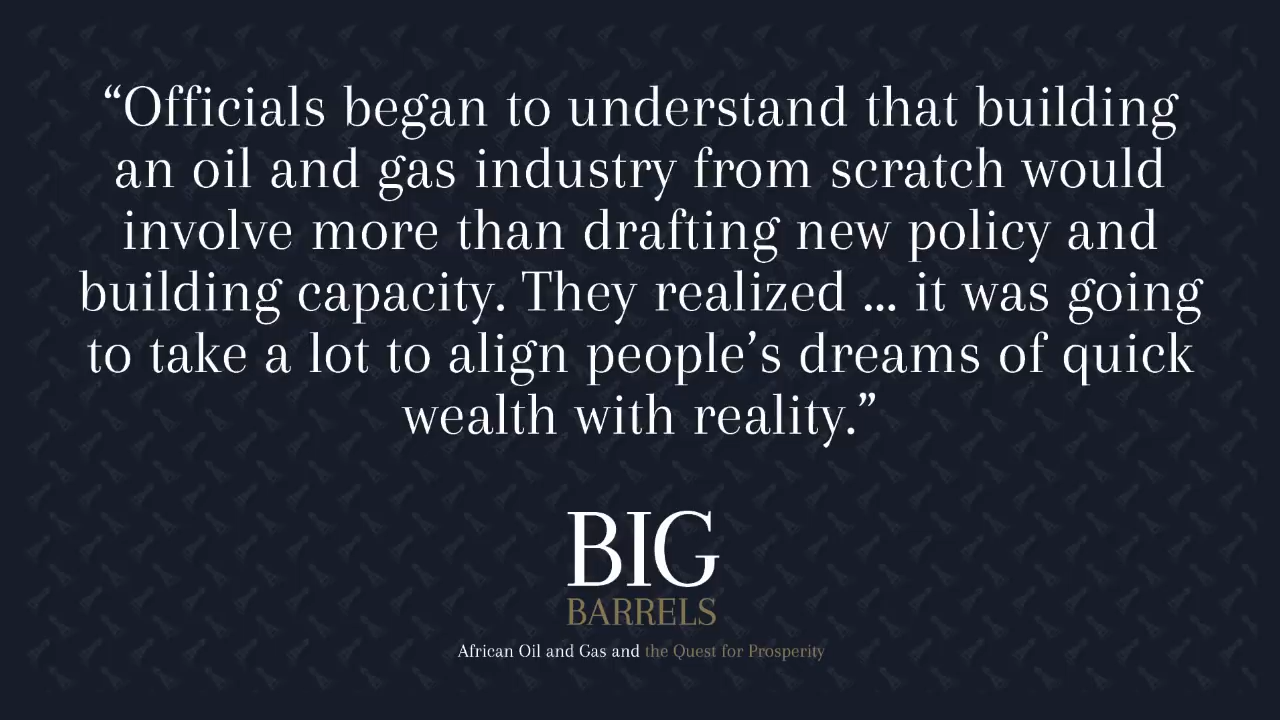 “Officials began to understand that building
an oil and gas industry from scratch would
involve more than drafting new policy and
building capacity. They realized ... it was going
to take a lot to align people’s dreams of quick
wealth with reality.”
BIG
BARRELS
African Oil and Gas and the Quest for Prosperity